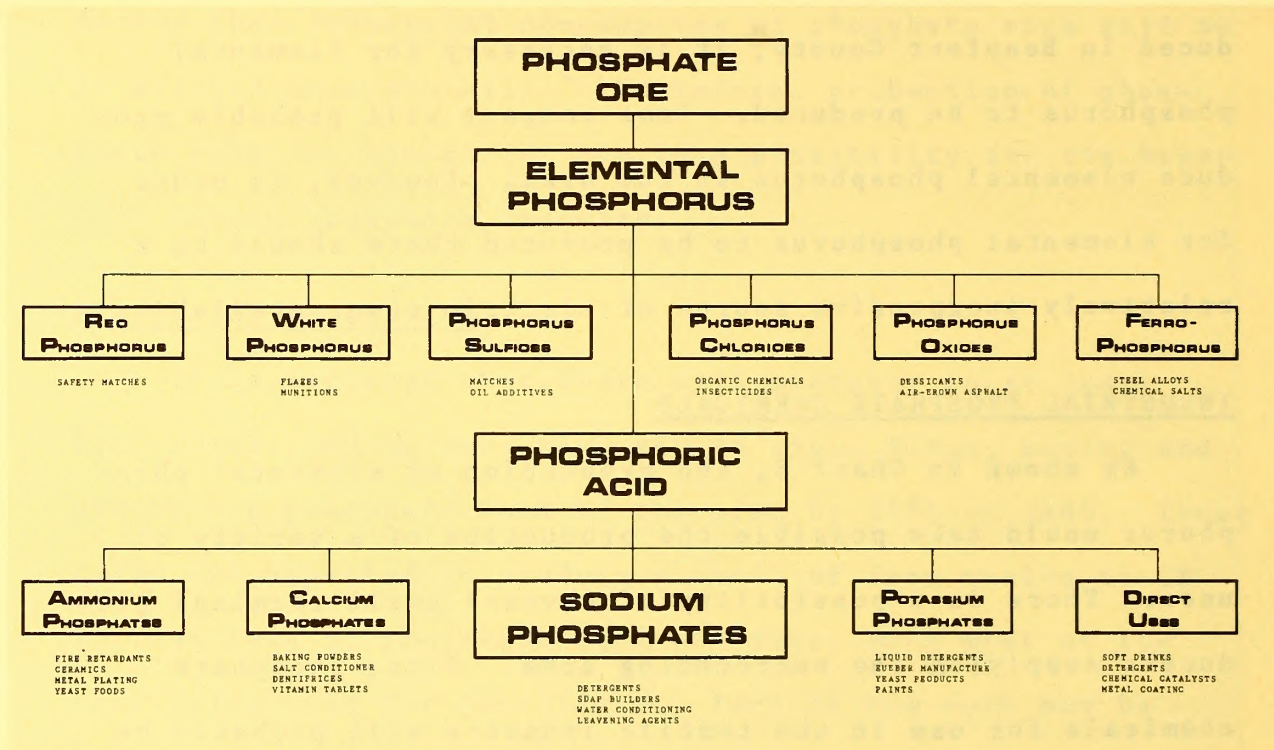 PHOSPHATE
ORE
ELEMENTAL
PHOSPHORUS
RED
PHOSPHORUS
SAFETY MATCHES
WHITE
PHOSPHORUS
FLARES
MUNITIONS
PHOSPHORUS
SULFIDES
MATCHES
OIL ADDITIVES
PHOSPHORUS
CHLORIDES
ORGANIC CHEMICALS
INSECTICIDES
PHOSPHORUS
OXIDES
DESSICANTS
AIR-BROWN ASPHALT
FERRO-
PHOSPHORUS
STEEL ALLOYS
CHEMICAL SALTS
PHOSPHORIC
ACID
AMMONIUM
PHOSPHATES
FIRE RETARDANTS
CERAMICS
METAL PLATING
YEAST FOODS
CALCIUM
PHOSPHATES
BAKING POWDERS
SALT CONDITIONER
DENTIFRICES
VITAMIN TABLETS
SODIUM
PHOSPHATES
DETERGENTS
SOAP BUILDERS
WATER CONDITIONING
LEAVENING AGENTS
POTASSIUM
PHOSPHATES
LIQUID DETERGENTS
RUBBER MANUFACTURE
YEAST PRODUCTS
PAINTS
DIRECT
USES
SOFT DRINKS
DETERGENTS
CHEMICAL CATALYSTS
METAL COATING